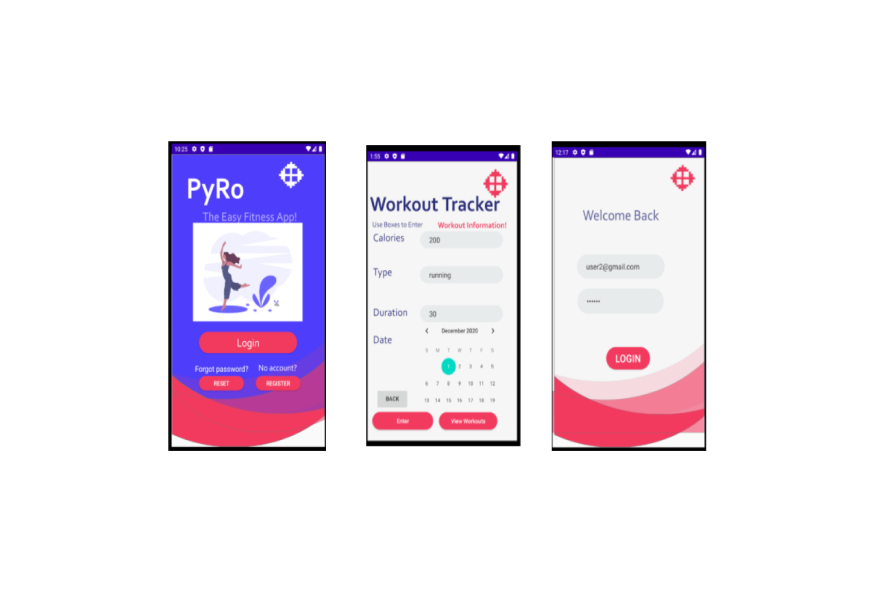 10:25
PyRo
The Easy Fitness App!
Login
Forgot password? No account?
RESET REGISTER
1:55
Workout Tracker
Use Boxes to Enter Workout Information!
Calories 200
Type running
Duration 30
Date
December 2020
S M T W T F S
1 2 3 4 5
6 7 8 9 10 11 12
BACK 13 14 15 16 17 18 19
Enter View Workouts
12:17
Welcome Back
user2@gmail.com
••••••
LOGIN